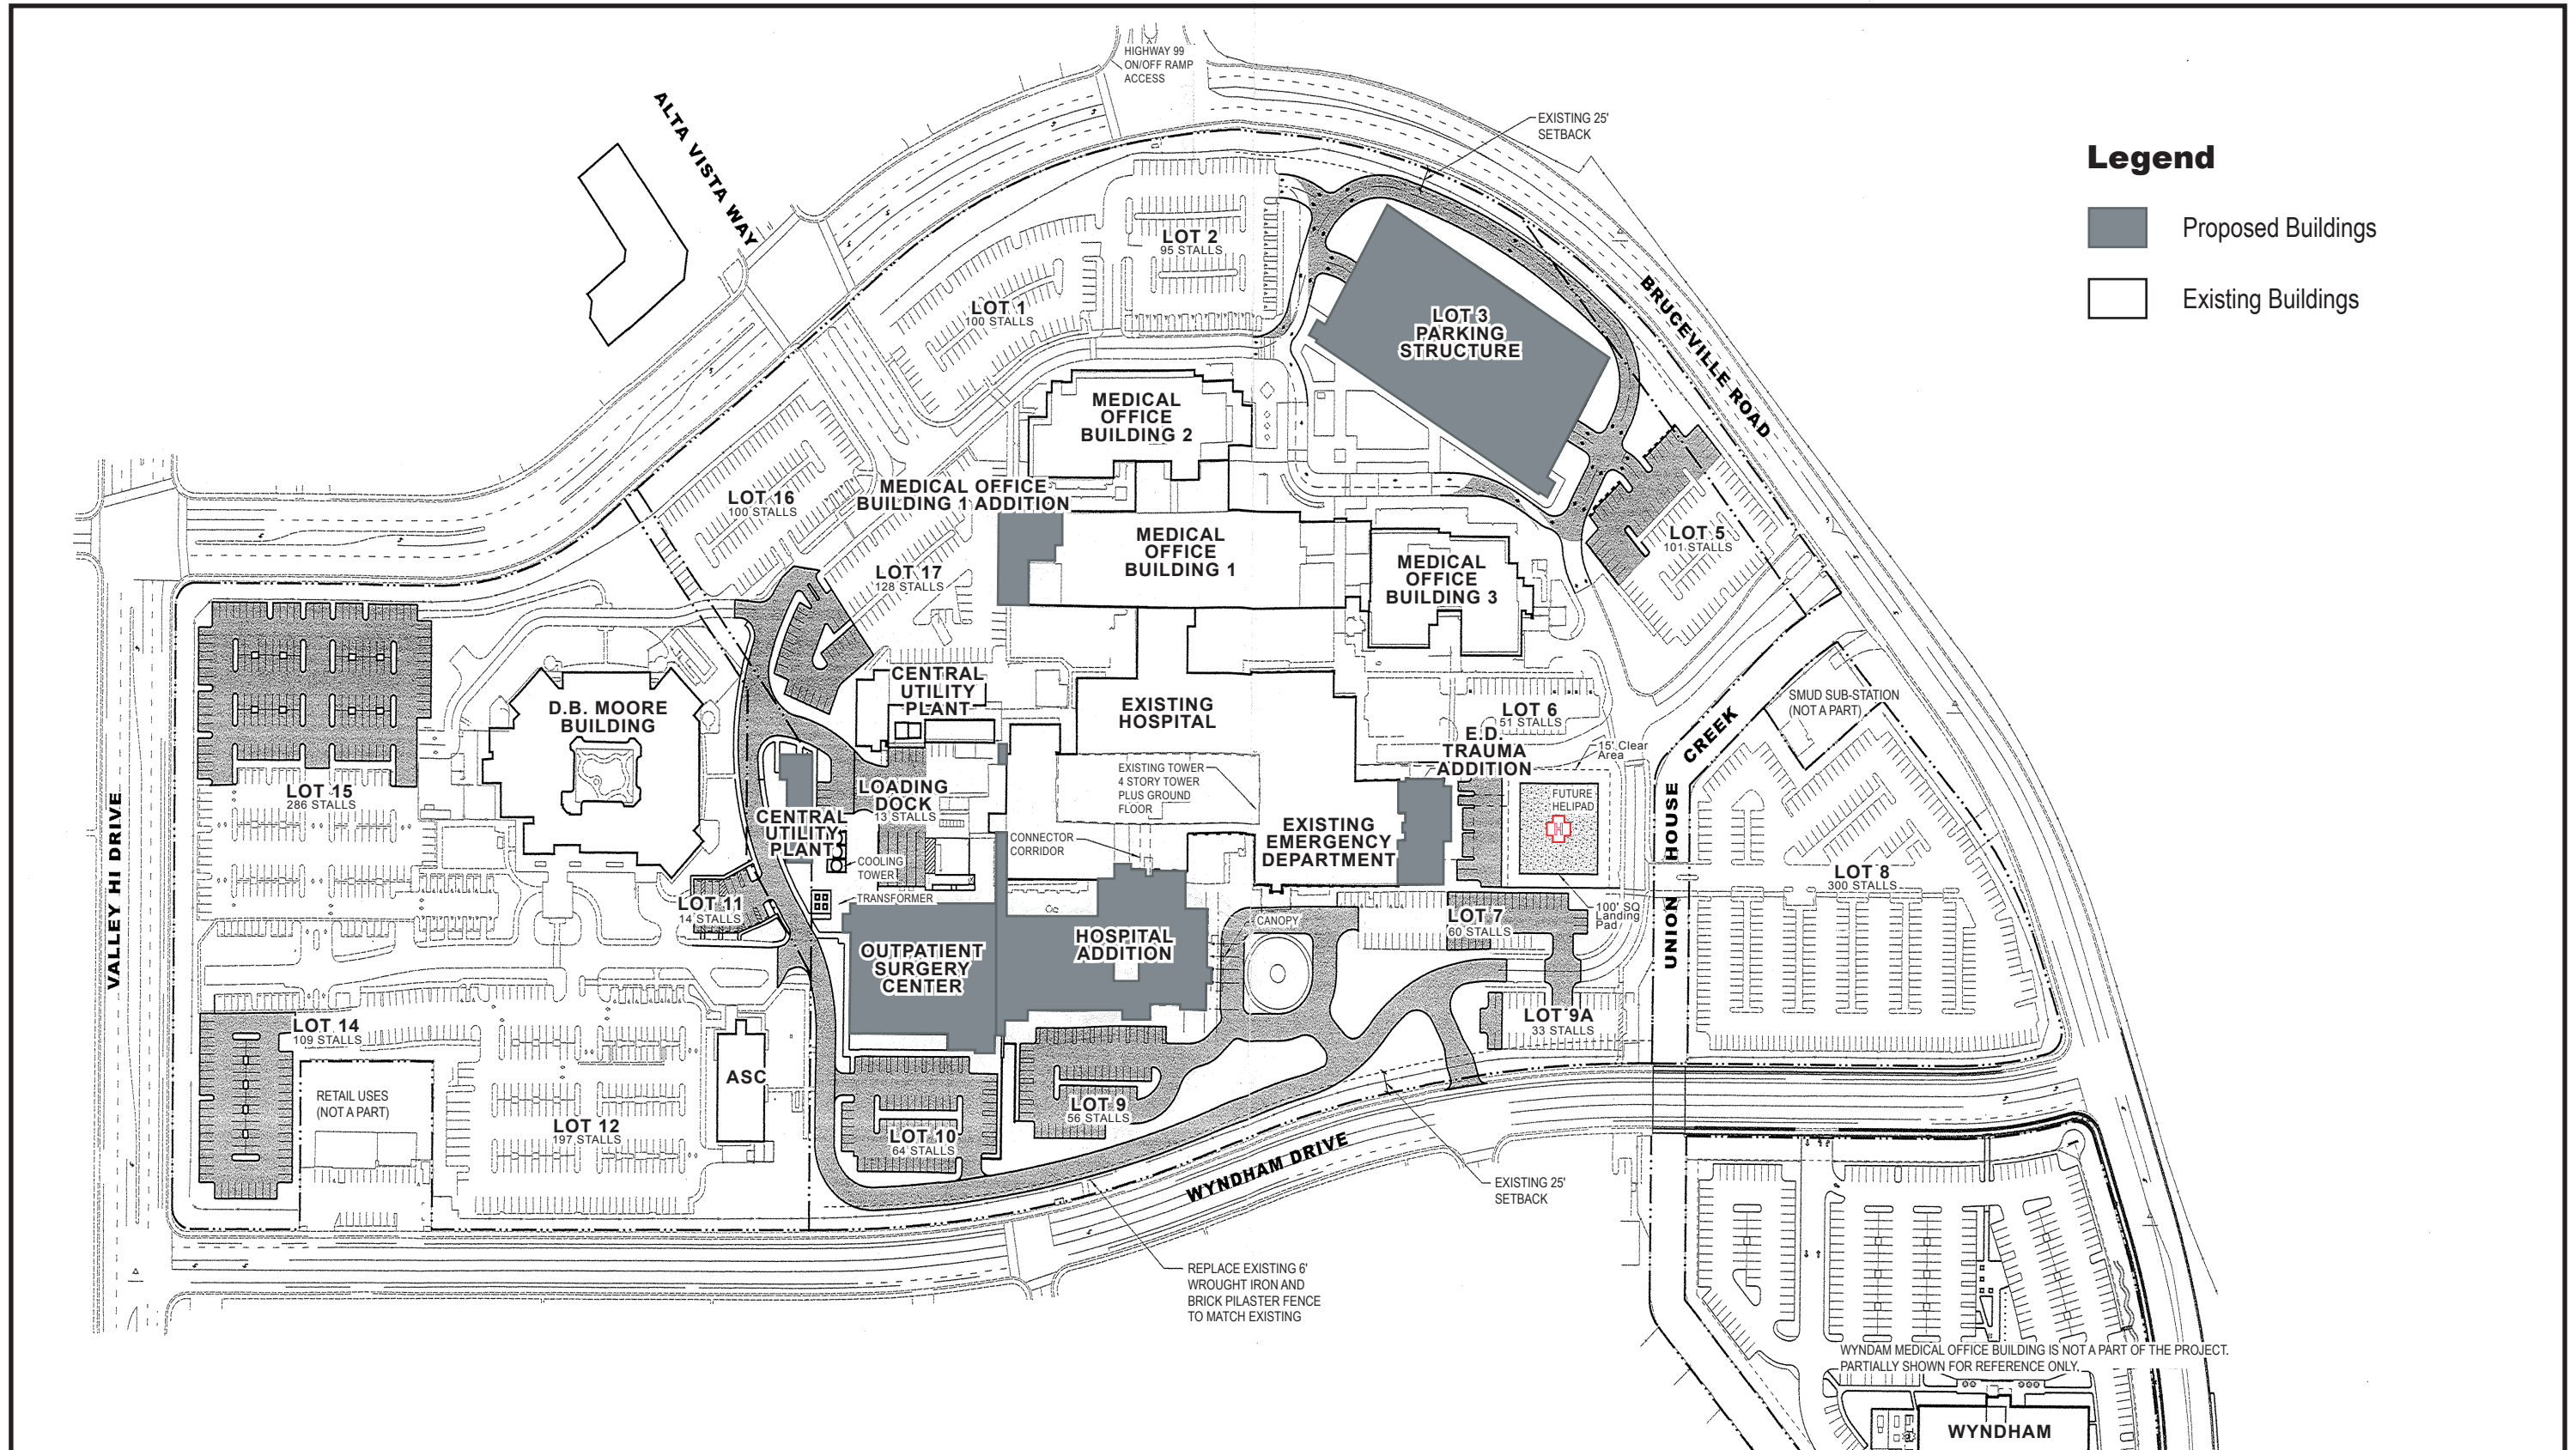 HIGHWAY 99
ON/OFF RAMP
ACCESS
ALTA VISTA WAY
EXISTING 25'
SETBACK
Legend
Proposed Buildings
Existing Buildings
LOT 2
95 STALLS
LOT 1
100 STALLS
BRUCEVILLE ROAD
LOT 3
PARKING
STRUCTURE
MEDICAL
OFFICE
BUILDING 2
LOT 16
100 STALLS
MEDICAL OFFICE
BUILDING 1 ADDITION
MEDICAL
OFFICE
BUILDING 1
LOT 5
101 STALLS
LOT 17
128 STALLS
MEDICAL
OFFICE
BUILDING 3
CENTRAL
UTILITY
PLANT
EXISTING
HOSPITAL
SMUD SUB-STATION
(NOT A PART)
D.B. MOORE
BUILDING
LOT 6
51 STALLS
E.D.
TRAUMA
ADDITION
15' Clear
Area
UNION HOUSE CREEK
EXISTING TOWER
4 STORY TOWER
PLUS GROUND
FLOOR
LOADING
DOCK
13 STALLS
LOT 15
286 STALLS
FUTURE
HELIPAD
H
VALLEY HI DRIVE
CENTRAL
UTILITY
PLANT
CONNECTOR
CORRIDOR
EXISTING
EMERGENCY
DEPARTMENT
COOLING
TOWER
LOT 8
300 STALLS
TRANSFORMER
LOT 11
14 STALLS
100' SQ
Landing
Pad
CANOPY
LOT 7
60 STALLS
OUTPATIENT
SURGERY
CENTER
HOSPITAL
ADDITION
LOT 9A
33 STALLS
LOT 14
109 STALLS
ASC
RETAIL USES
(NOT A PART)
LOT 9
56 STALLS
LOT 12
197 STALLS
LOT 10
64 STALLS
WYNDHAM DRIVE
EXISTING 25'
SETBACK
REPLACE EXISTING 6'
WROUGHT IRON AND
BRICK PILASTER FENCE
TO MATCH EXISTING
WYNDAM MEDICAL OFFICE BUILDING IS NOT A PART OF THE PROJECT.
PARTIALLY SHOWN FOR REFERENCE ONLY.
WYNDHAM